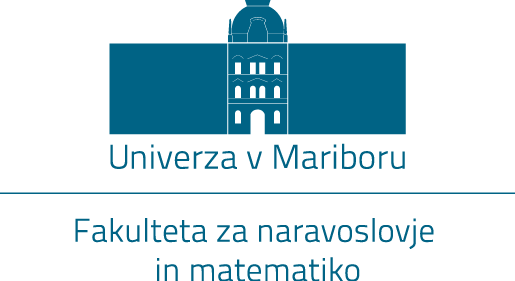 Univerza v Mariboru
Fakulteta za naravoslovje
in matematiko